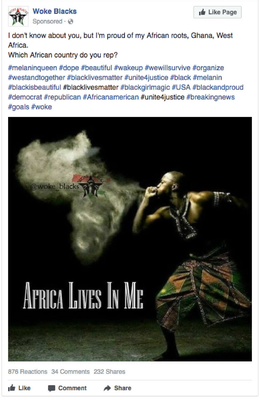 Woke Blacks
Sponsored ·
Like Page
I don't know about you, but I'm proud of my African roots, Ghana, West
Africa.
Which African country do you rep?
#melaninqueen #dope #beautiful #wakeup #wewillsurvive #organize
#westandtogether #blacklivesmatter #unite4justice #black #melanin
#blackisbeautiful #blacklivesmatter #blackgirlmagic #USA #blackandproud
#democrat #republican #Africanamerican #unite4justice #breakingnews
#goals #woke
@woke_blacks
AFRICA LIVES IN ME
876 Reactions 34 Comments 232 Shares
Like Comment Share